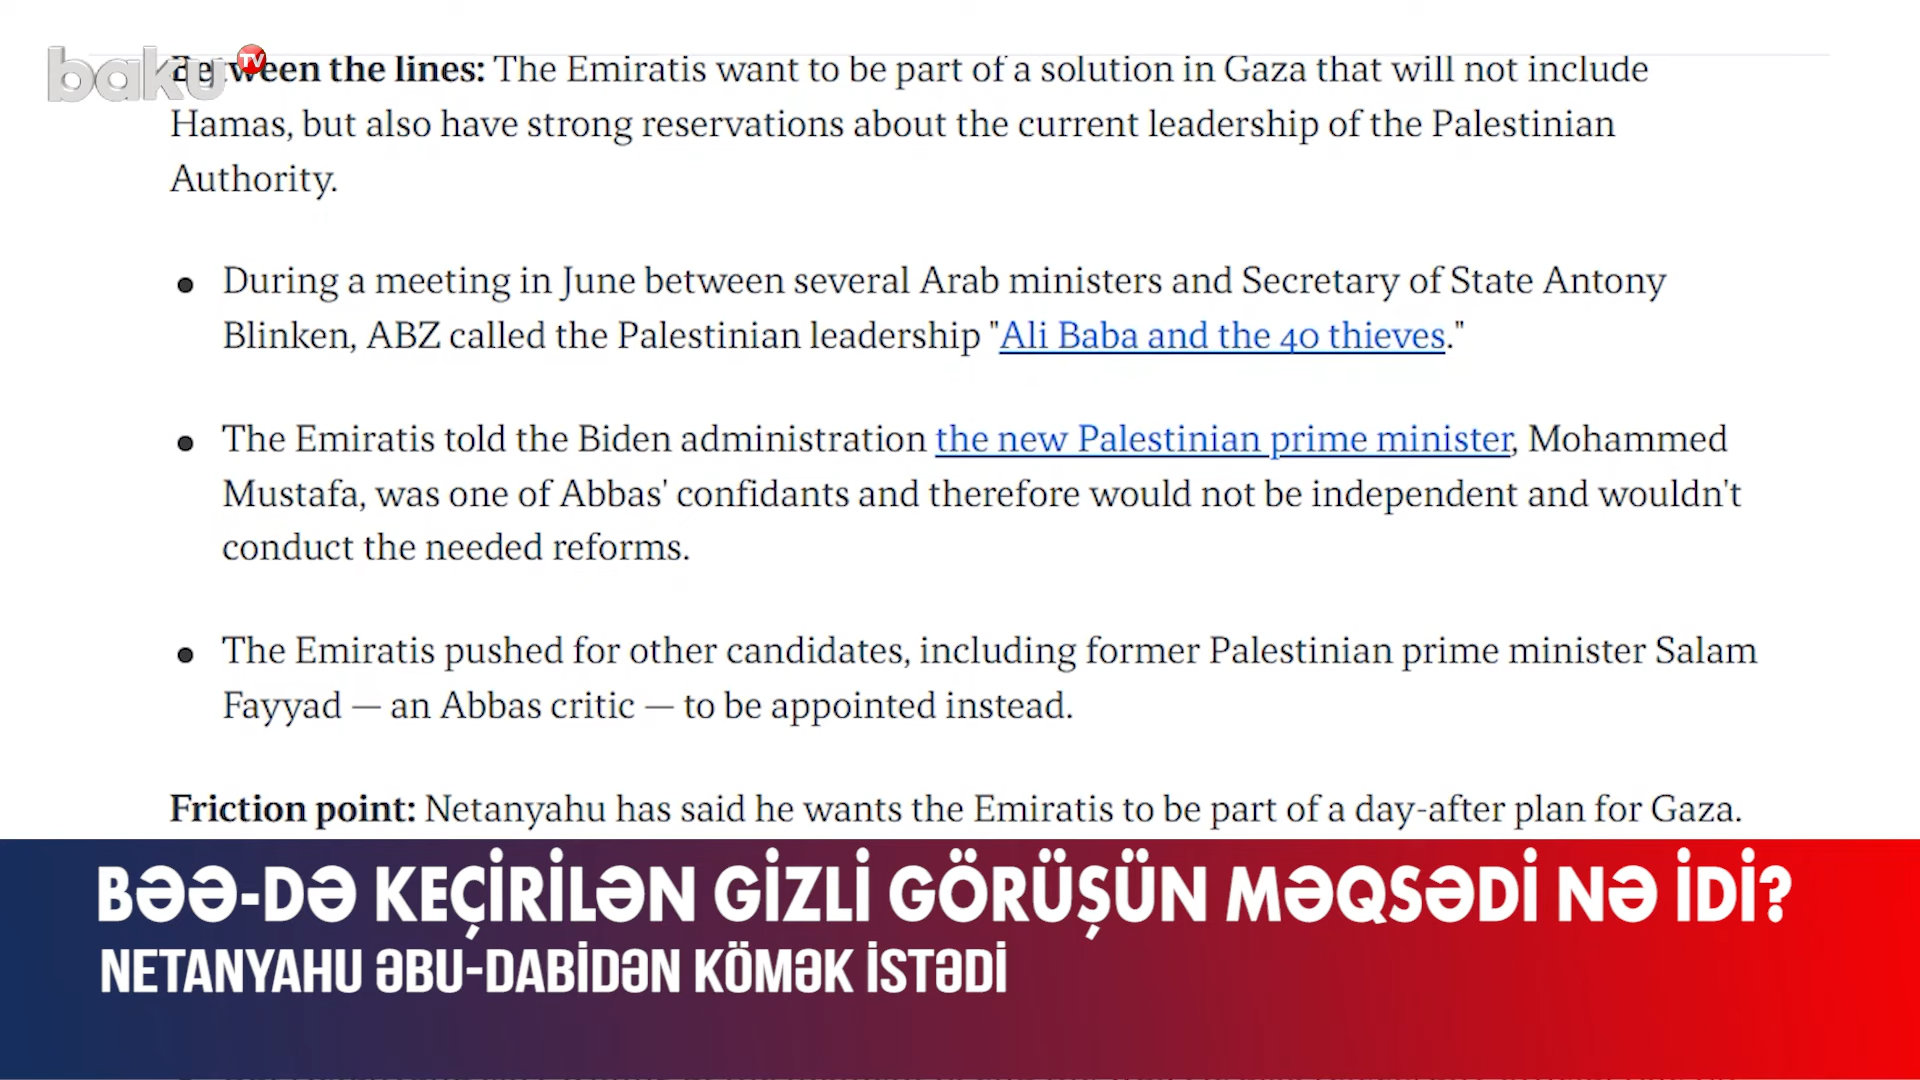 baku TV
Between the lines: The Emiratis want to be part of a solution in Gaza that will not include
Hamas, but also have strong reservations about the current leadership of the Palestinian
Authority.
• During a meeting in June between several Arab ministers and Secretary of State Antony
Blinken, ABZ called the Palestinian leadership "Ali Baba and the 40 thieves."
• The Emiratis told the Biden administration the new Palestinian prime minister, Mohammed
Mustafa, was one of Abbas' confidants and therefore would not be independent and wouldn't
conduct the needed reforms.
• The Emiratis pushed for other candidates, including former Palestinian prime minister Salam
Fayyad — an Abbas critic — to be appointed instead.
Friction point: Netanyahu has said he wants the Emiratis to be part of a day-after plan for Gaza.
BƏƏ-DƏ KEÇİRİLƏN GİZLİ GÖRÜŞÜN MƏQSƏDİ NƏ İDİ?
NETANYAHU ƏBU-DABİDƏN KÖMƏK İSTƏDİ